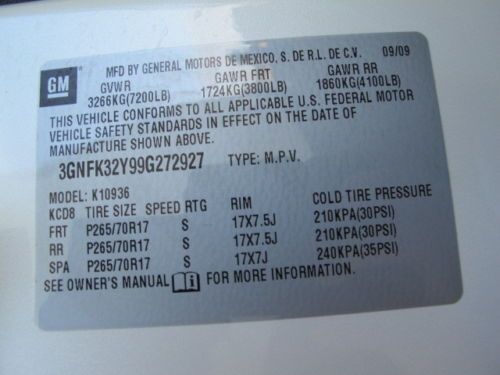 MFD BY GENERAL MOTORS DE MEXICO, S. DE R.L. DE C.V. 09/09
GM
GVWR GAWR FRT GAWR RR
3266KG(7200LB) 1724KG(3800LB) 1860KG(4100LB)
THIS VEHICLE CONFORMS TO ALL APPLICABLE U.S. FEDERAL MOTOR
VEHICLE SAFETY STANDARDS IN EFFECT ON THE DATE OF
MANUFACTURE SHOWN ABOVE.
3GNFK32Y99G272927 TYPE: M.P.V.
MODEL: K10936
KCD8 TIRE SIZE SPEED RTG RIM COLD TIRE PRESSURE
FRT P265/70R17 S 17X7.5J 210KPA(30PSI)
RR P265/70R17 S 17X7.5J 210KPA(30PSI)
SPA P265/70R17 S 17X7J 240KPA(35PSI)
SEE OWNER'S MANUAL FOR MORE INFORMATION.